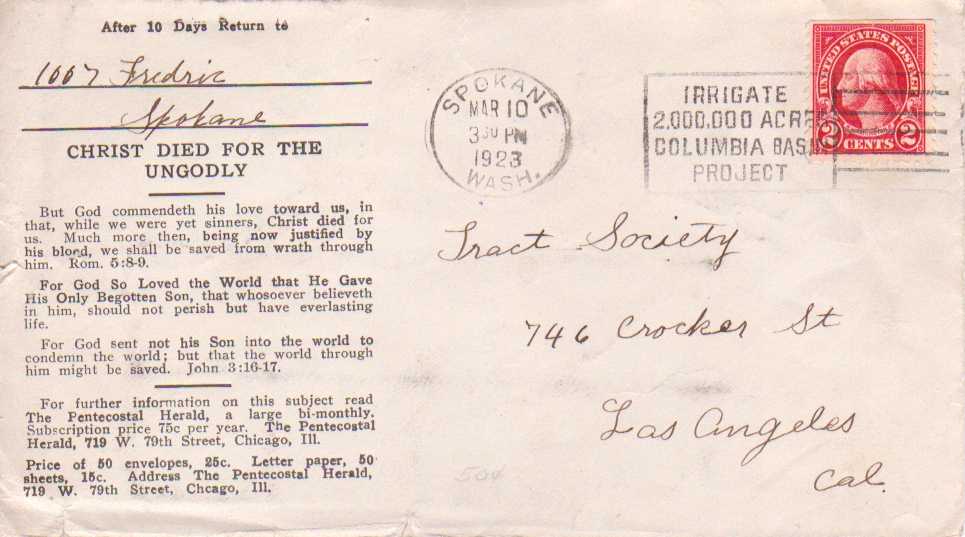 After 10 Days Return to
1007 Fredric
Spokane
CHRIST DIED FOR THE
UNGODLY
But God commendeth his love toward us, in
that, while we were yet sinners, Christ died for
us. Much more then, being now justified by
his blood, we shall be saved from wrath through
him. Rom. 5:8-9.
For God So Loved the World that He Gave
His Only Begotten Son, that whosoever believeth
in him, should not perish but have everlasting
life.
For God sent not his Son into the world to
condemn the world; but that the world through
him might be saved. John 3:16-17.
For further information on this subject read
The Pentecostal Herald, a large bi-monthly.
Subscription price 75c per year. The Pentecostal
Herald, 719 W. 79th Street, Chicago, Ill.
Price of 50 envelopes, 25c. Letter paper, 50
sheets, 15c. Address The Pentecostal Herald,
719 W. 79th Street, Chcago, Ill.
SPOKANE
MAR 10
3 30 PM
1923
WASH.
IRRIGATE
2,000,000 ACRE
COLUMBIA BASIN
PROJECT
UNITED STATES POSTAGE
2 CENTS 2
Tract Society
746 Crocker St
Los Angeles
Cal.
50¢